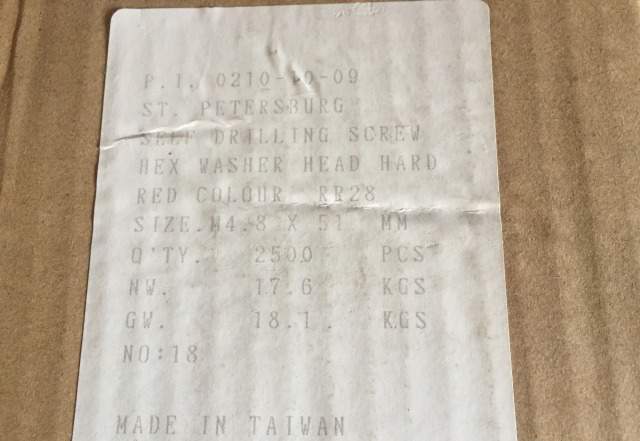 P.I. 0210-10-09
ST. PETERSBURG
SELF DRILLING SCREW
HEX WASHER HEAD HARD
RED COLOUR RR28
SIZE.M4.8 X 51 MM
Q'TY. 2500 PCS
NW. 17.6 KGS
GW. 18.1. KGS
NO:18
MADE IN TAIWAN